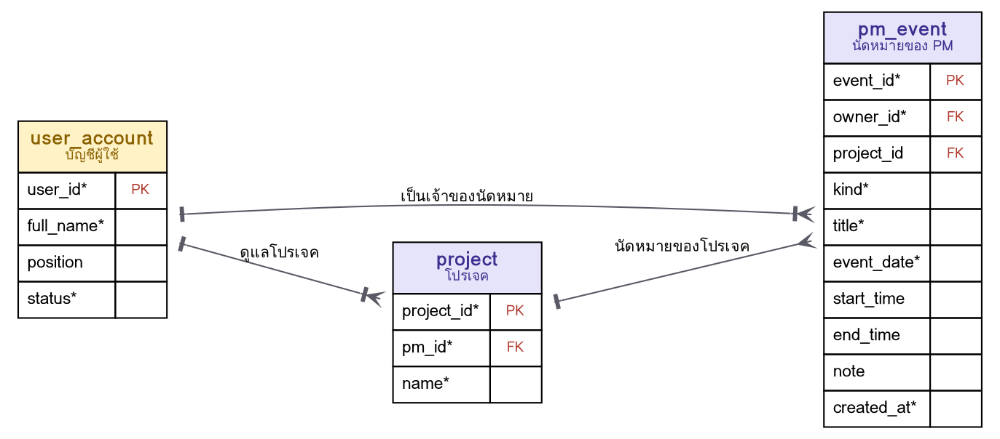 user_account
บัญชีผู้ใช้
user_id* PK
full_name*
position
status*
เป็นเจ้าของนัดหมาย
ดูแลโปรเจค
project
โปรเจค
project_id* PK
pm_id* FK
name*
นัดหมายของโปรเจค
pm_event
นัดหมายของ PM
event_id* PK
owner_id* FK
project_id FK
kind*
title*
event_date*
start_time
end_time
note
created_at*